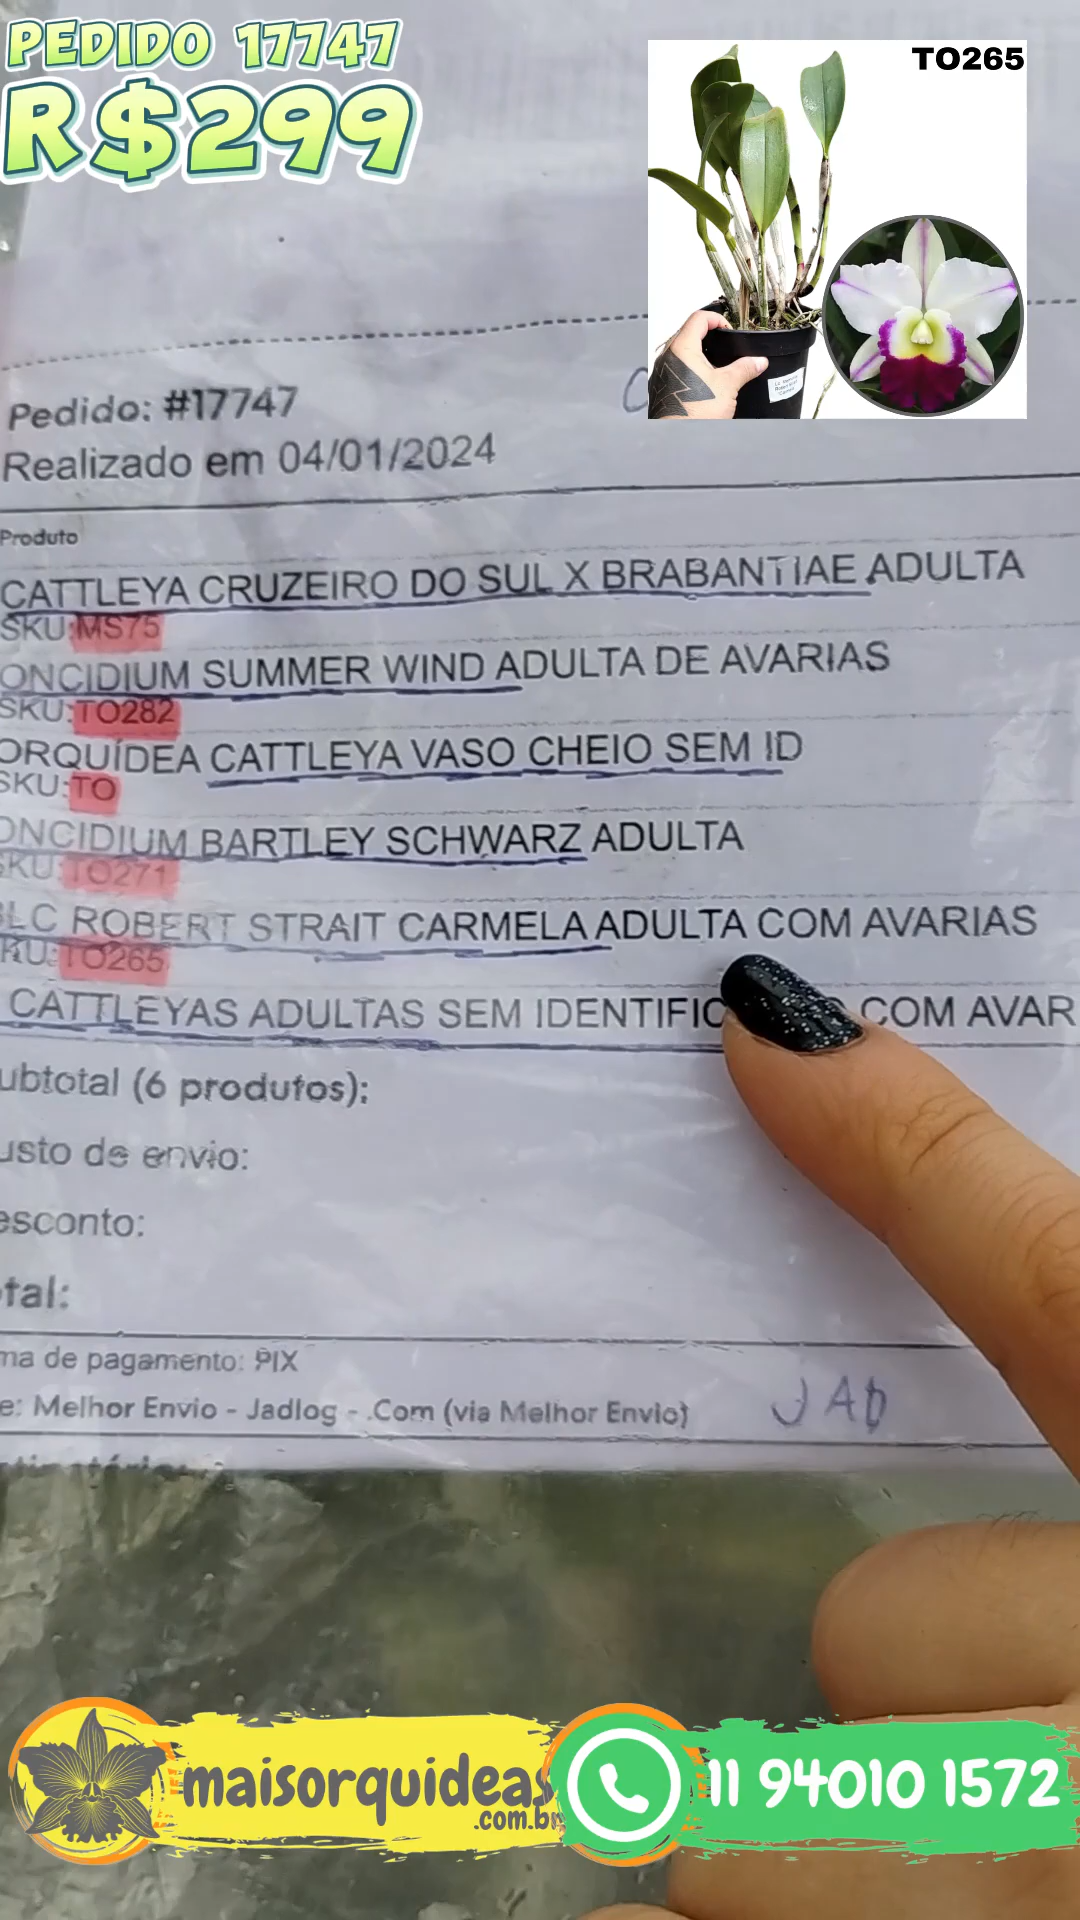 PEDIDO 17747
R$299
TO265
Pedido: #17747
Realizado em 04/01/2024
Produto
CATTLEYA CRUZEIRO DO SUL X BRABANTIAE ADULTA
SKU:MS75
ONCIDIUM SUMMER WIND ADULTA DE AVARIAS
SKU:TO282
ORQUÍDEA CATTLEYA VASO CHEIO SEM ID
SKU:TO
ONCIDIUM BARTLEY SCHWARZ ADULTA
SKU:TO271
BLC ROBERT STRAIT CARMELA ADULTA COM AVARIAS
KU:TO265
CATTLEYAS ADULTAS SEM IDENTIFIC COM AVAR
ubtotal (6 produtos):
usto de envio:
esconto:
tal:
ma de pagamento: PIX
e: Melhor Envio - Jadlog - .Com (via Melhor Envio)
JAD
maisorquideas
.com.br
11 94010 1572